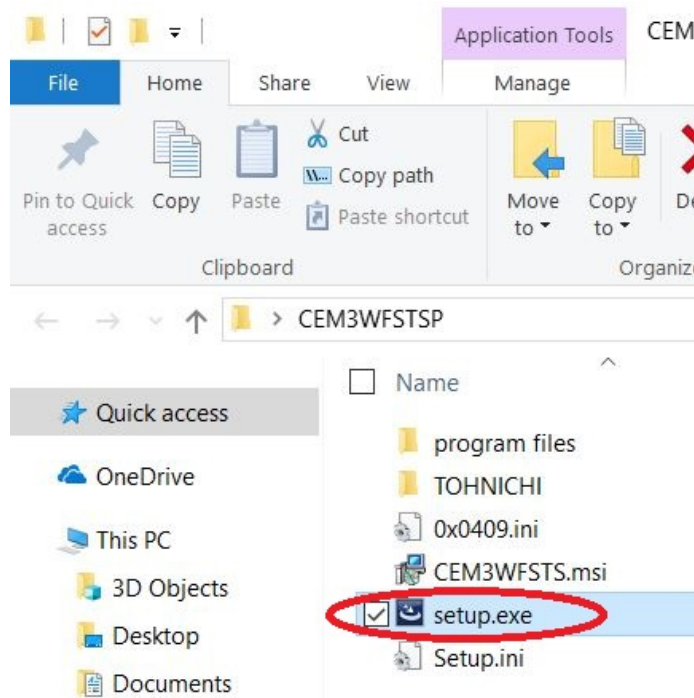 Application Tools
CEM
File
Home
Share
View
Manage
Pin to Quick access
Copy
Paste
Cut
Copy path
Paste shortcut
Move to
Copy to
Clipboard
CEM3WFSTSP
Name
Quick access
OneDrive
This PC
3D Objects
Desktop
Documents
program files
TOHNICHI
0x0409.ini
CEM3WFSTS.msi
setup.exe
Setup.ini